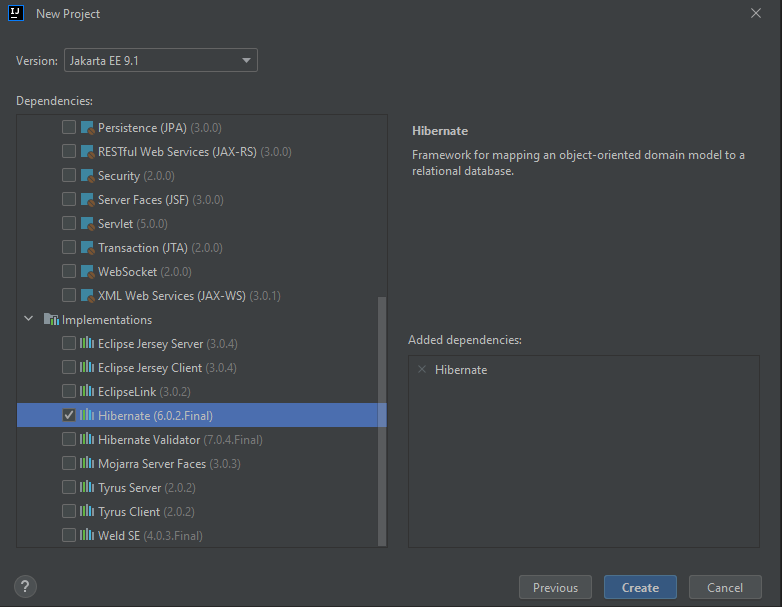 IJ New Project
Version: Jakarta EE 9.1
Dependencies:
Persistence (JPA) (3.0.0)
RESTful Web Services (JAX-RS) (3.0.0)
Security (2.0.0)
Server Faces (JSF) (3.0.0)
Servlet (5.0.0)
Transaction (JTA) (2.0.0)
WebSocket (2.0.0)
XML Web Services (JAX-WS) (3.0.1)
Implementations
Eclipse Jersey Server (3.0.4)
Eclipse Jersey Client (3.0.4)
EclipseLink (3.0.2)
Hibernate (6.0.2.Final)
Hibernate Validator (7.0.4.Final)
Mojarra Server Faces (3.0.3)
Tyrus Server (2.0.2)
Tyrus Client (2.0.2)
Weld SE (4.0.3.Final)
Hibernate
Framework for mapping an object-oriented domain model to a
relational database.
Added dependencies:
Hibernate
? Previous Create Cancel